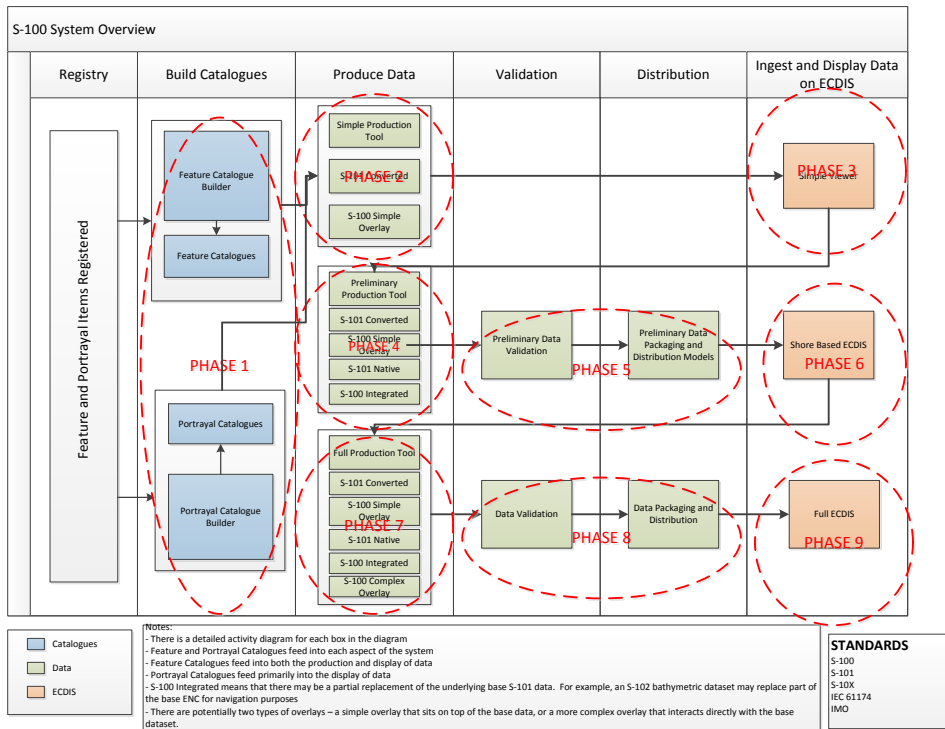 S-100 System Overview
Registry
Build Catalogues
Produce Data
Validation
Distribution
Ingest and Display Data
on ECDIS
Feature and Portrayal Items Registered
Feature Catalogue
Builder
Feature Catalogues
PHASE 1
Portrayal Catalogues
Portrayal Catalogue
Builder
Simple Production
Tool
S-101 Converted
PHASE 2
S-100 Simple
Overlay
PHASE 3
Simple Viewer
Preliminary
Production Tool
S-101 Converted
S-100 Simple
Overlay
PHASE 4
S-101 Native
S-100 Integrated
Preliminary Data
Validation
Preliminary Data
Packaging and
Distribution Models
PHASE 5
Shore Based ECDIS
PHASE 6
Full Production Tool
S-101 Converted
S-100 Simple
Overlay
PHASE 7
S-101 Native
S-100 Integrated
S-100 Complex
Overlay
Data Validation
Data Packaging and
Distribution
PHASE 8
Full ECDIS
PHASE 9
Catalogues
Data
ECDIS
Notes:
- There is a detailed activity diagram for each box in the diagram
- Feature and Portrayal Catalogues feed into each aspect of the system
- Feature Catalogues feed into both the production and display of data
- Portrayal Catalogues feed primarily into the display of data
- S-100 Integrated means that there may be a partial replacement of the underlying base S-101 data. For example, an S-102 bathymetric dataset may replace part of
the base ENC for navigation purposes
- There are potentially two types of overlays – a simple overlay that sits on top of the base data, or a more complex overlay that interacts directly with the base
dataset.
STANDARDS
S-100
S-101
S-10X
IEC 61174
IMO